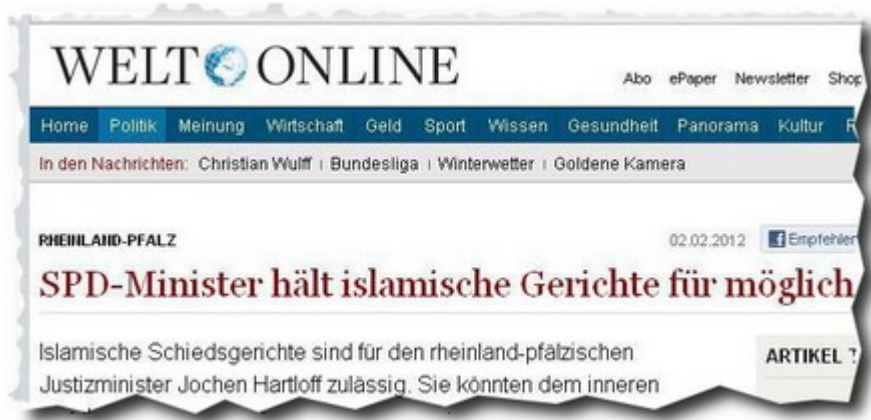 WELT ONLINE
Abo ePaper Newsletter Shop
Home Politik Meinung Wirtschaft Geld Sport Wissen Gesundheit Panorama Kultur
In den Nachrichten: Christian Wulff | Bundesliga | Winterwetter | Goldene Kamera
RHEINLAND-PFALZ 02.02.2012 Empfehlen
SPD-Minister hält islamische Gerichte für möglich
Islamische Schiedsgerichte sind für den rheinland-pfälzischen ARTIKEL
Justizminister Jochen Hartloff zulässig. Sie könnten dem inneren